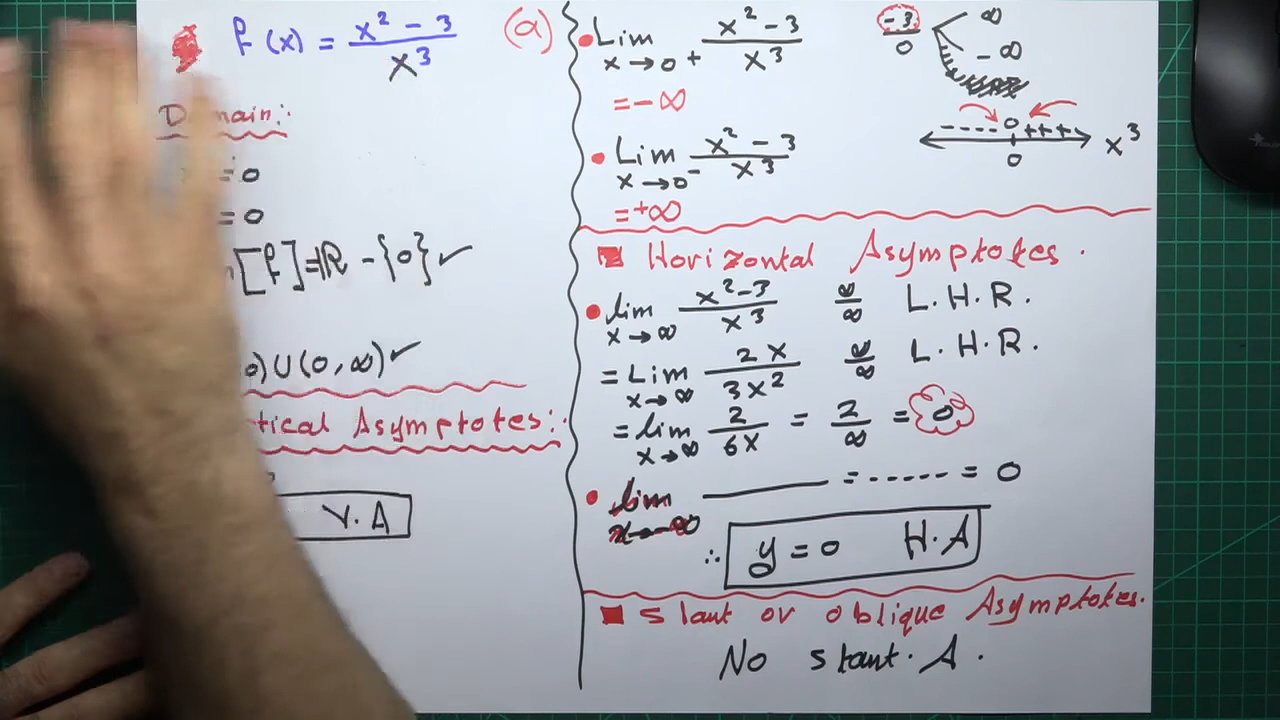 f(x) = x² - 3 / x³
(a)
= 0
= 0
[f] = ℝ - {0} ✓
) U (0, ∞) ✓
tical Asymptotes:
V. A
Lim x→0+ x² - 3 / x³
= -∞
Lim x→0- x² - 3 / x³
= +∞
-3 / 0 ∞
- ∞
- - - - 0 + + +
0 x³
Horizontal Asymptotes.
lim x→∞ x² - 3 / x³ ∞/∞ L.H.R.
= Lim x→∞ 2x / 3x² ∞/∞ L.H.R.
= lim x→∞ 2 / 6x = 2/∞ = 0
lim x→-∞ ——— = ------ = 0
∴ y = 0 H.A
slant or oblique Asymptotes.
No slant. A.